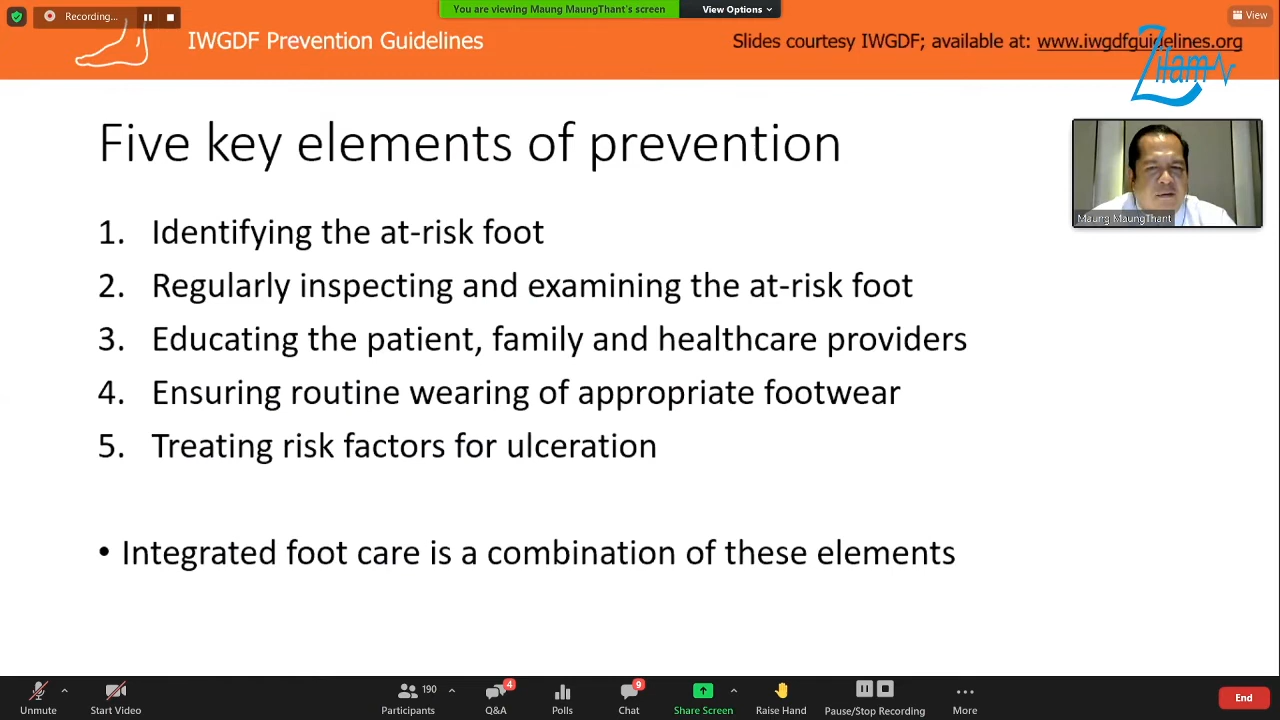 Recording...
You are viewing Maung MaungThant's screen
View Options
View
IWGDF Prevention Guidelines
Slides courtesy IWGDF; available at: www.iwgdfguidelines.org
Zifam
Five key elements of prevention
Maung MaungThant
1. Identifying the at-risk foot
2. Regularly inspecting and examining the at-risk foot
3. Educating the patient, family and healthcare providers
4. Ensuring routine wearing of appropriate footwear
5. Treating risk factors for ulceration
• Integrated foot care is a combination of these elements
190
4
9
Unmute
Start Video
Participants
Q&A
Polls
Chat
Share Screen
Raise Hand
Pause/Stop Recording
More
End